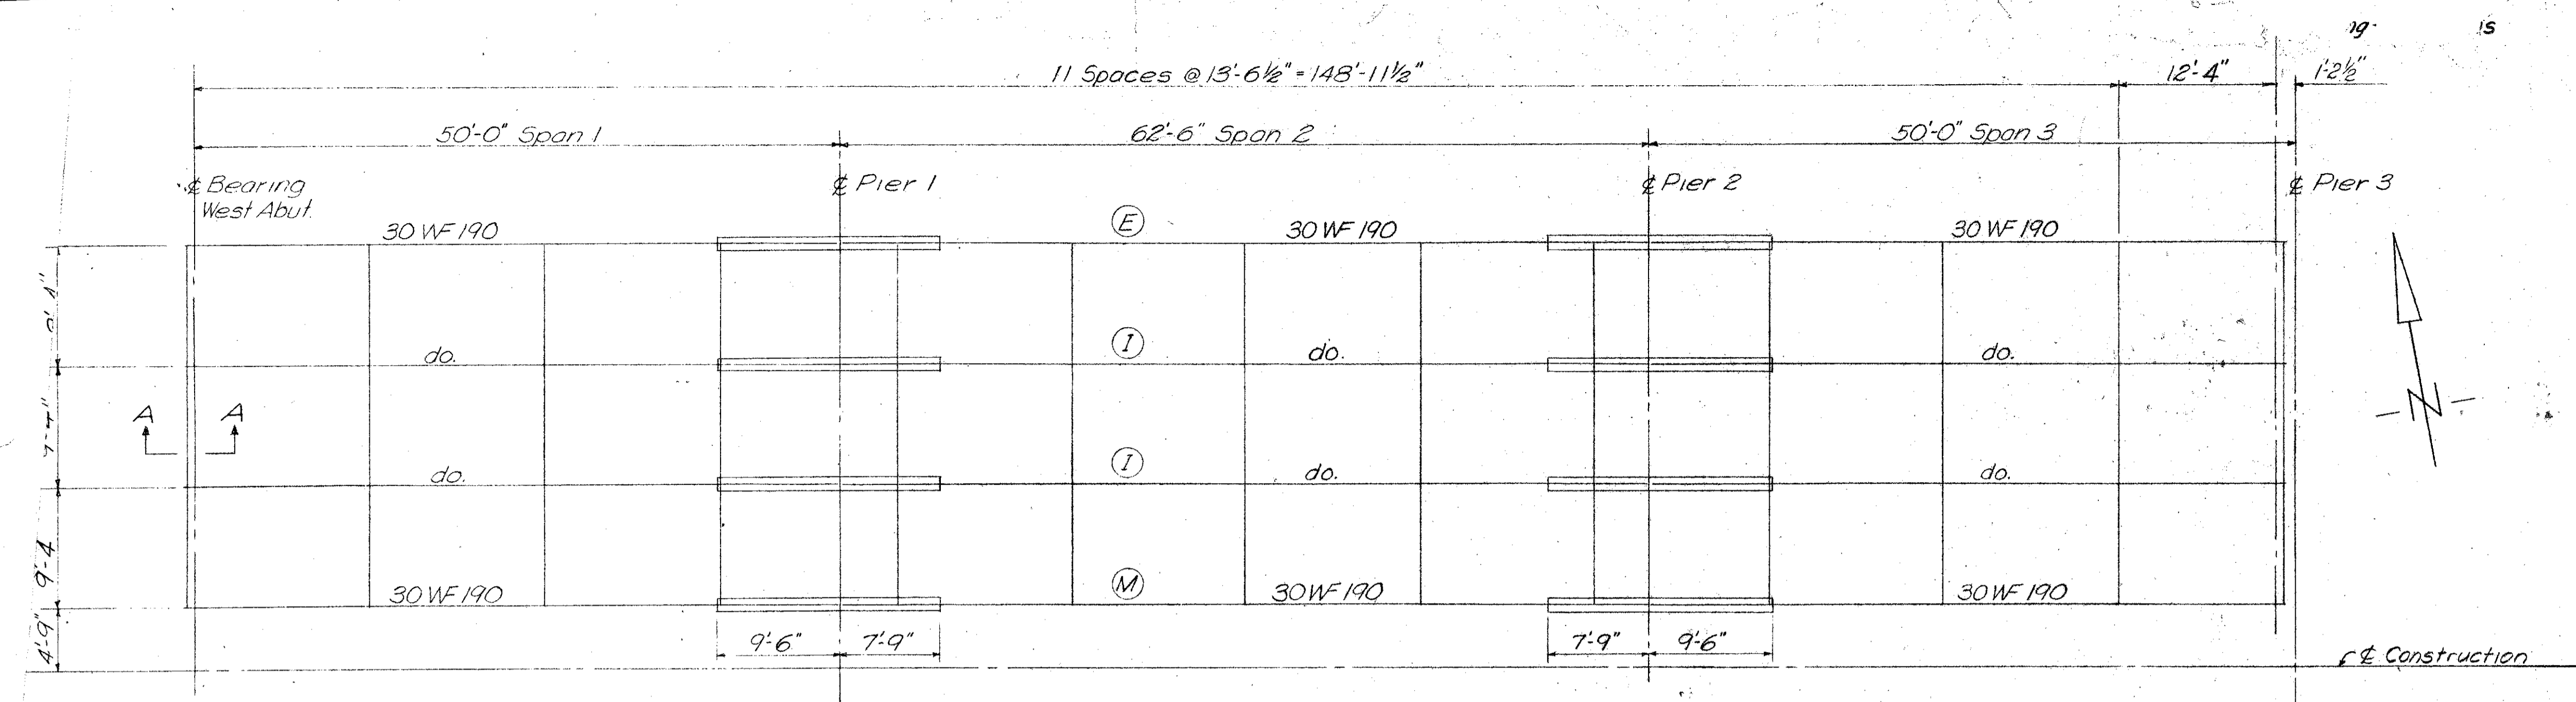 11 Spaces @ 13'-6½" = 148'-11½"
12'-4"
1'-2½"
50'-0" Span 1
62'-6" Span 2
50'-0" Span 3
℄ Bearing
West Abut.
℄ Pier 1
℄ Pier 2
℄ Pier 3
30 WF 190
E
30 WF 190
30 WF 190
do.
I
do.
do.
A
A
do.
I
do.
do.
N
9'-4
30 WF 190
M
30 WF 190
30 WF 190
4'-9"
9'-6"
7'-9"
7'-9"
9'-6"
℄ Construction